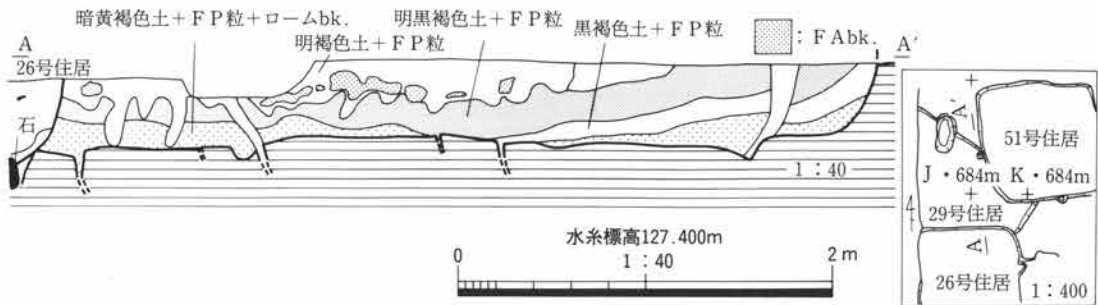 暗黄褐色土+FP粒+ロームbk.
明黒褐色土+FP粒
明褐色土+FP粒
黒褐色土+FP粒
:FAbk.
A
A′
26号住居
石
1:40
水糸標高127.400m
1:40
0
2m
A′
51号住居
J・684m K・684m
29号住居
A
26号住居
1:400